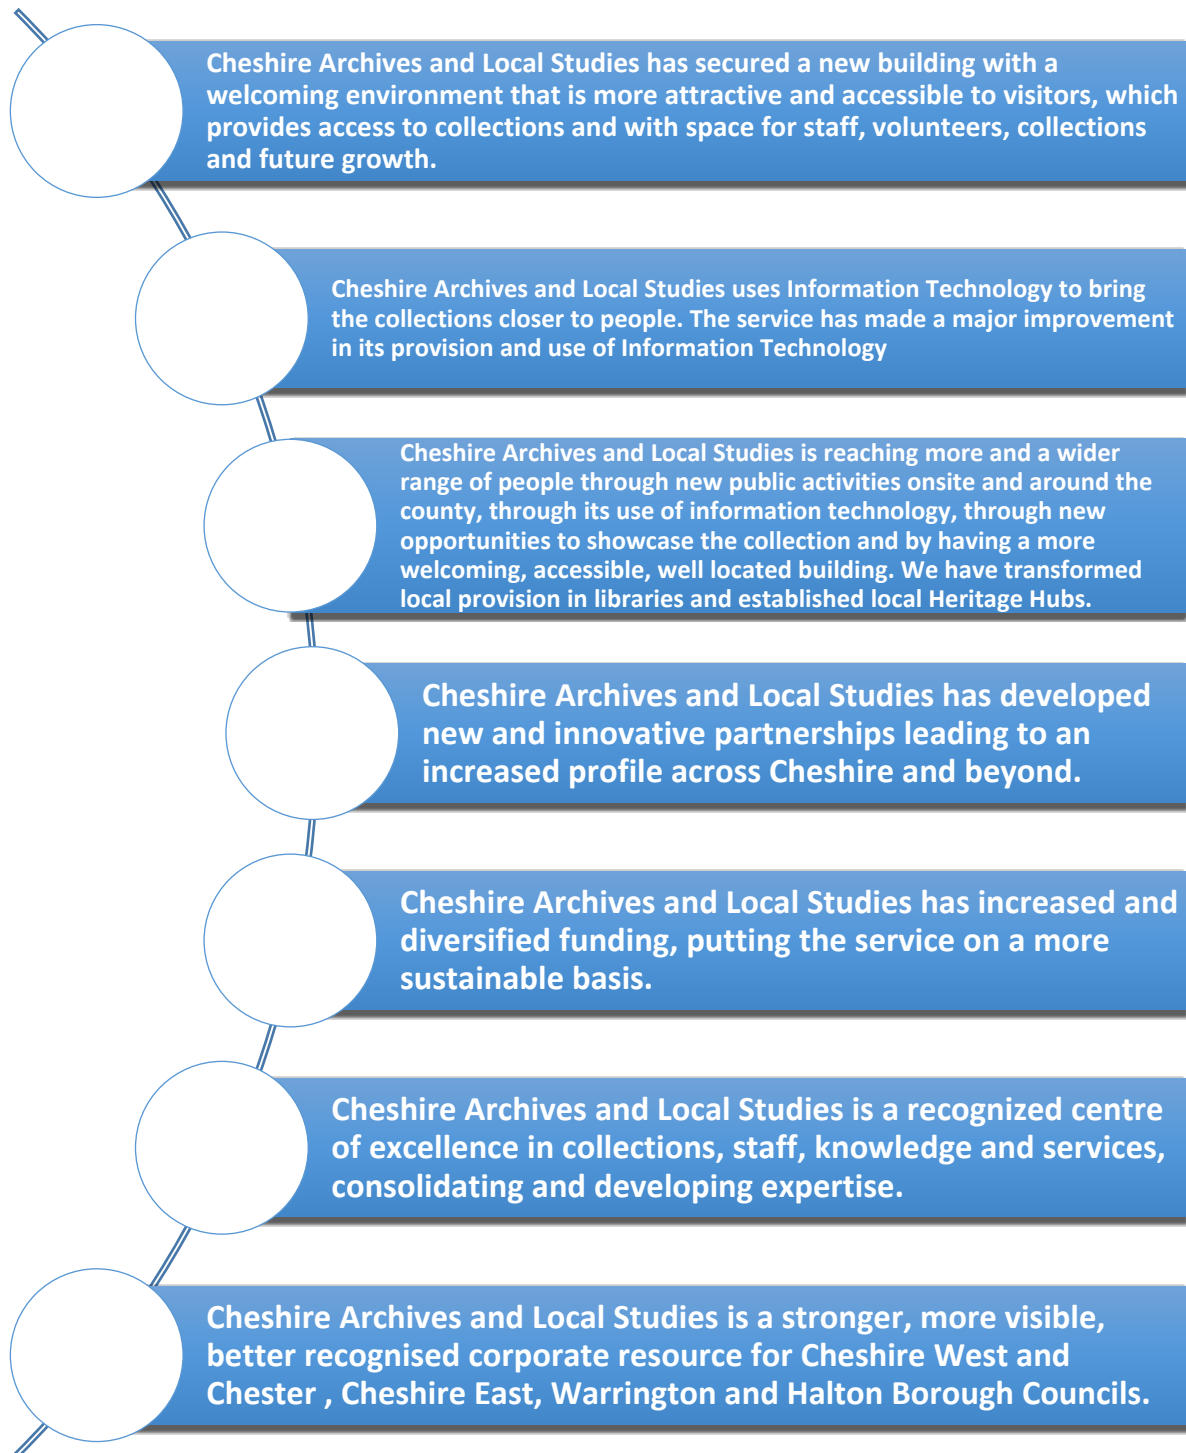 Cheshire Archives and Local Studies has secured a new building with a
welcoming environment that is more attractive and accessible to visitors, which
provides access to collections and with space for staff, volunteers, collections
and future growth.
Cheshire Archives and Local Studies uses Information Technology to bring
the collections closer to people. The service has made a major improvement
in its provision and use of Information Technology
Cheshire Archives and Local Studies is reaching more and a wider
range of people through new public activities onsite and around the
county, through its use of information technology, through new
opportunities to showcase the collection and by having a more
welcoming, accessible, well located building. We have transformed
local provision in libraries and established local Heritage Hubs.
Cheshire Archives and Local Studies has developed
new and innovative partnerships leading to an
increased profile across Cheshire and beyond.
Cheshire Archives and Local Studies has increased and
diversified funding, putting the service on a more
sustainable basis.
Cheshire Archives and Local Studies is a recognized centre
of excellence in collections, staff, knowledge and services,
consolidating and developing expertise.
Cheshire Archives and Local Studies is a stronger, more visible,
better recognised corporate resource for Cheshire West and
Chester , Cheshire East, Warrington and Halton Borough Councils.